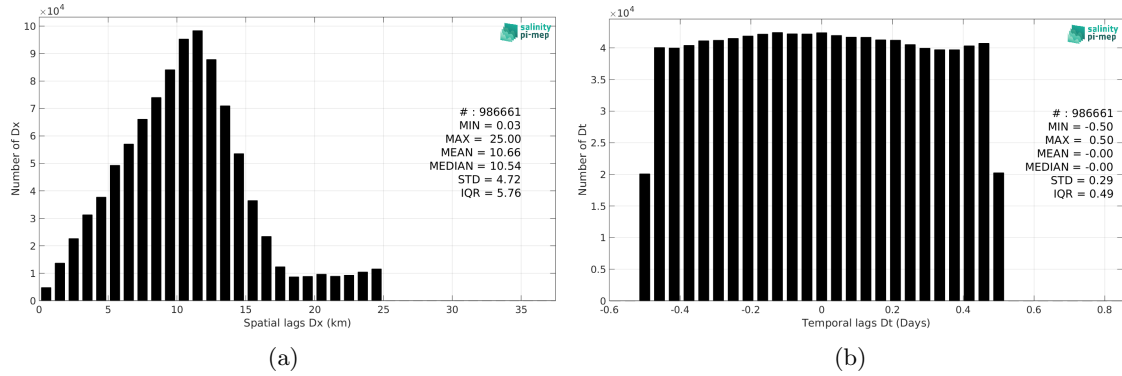 ×10⁴
10
9
8
7
6
5
4
3
2
1
0
Number of Dx
0 5 10 15 20 25 30 35
Spatial lags Dx (km)
salinity
pi-mep
# : 986661
MIN = 0.03
MAX = 25.00
MEAN = 10.66
MEDIAN = 10.54
STD = 4.72
IQR = 5.76
(a)
×10⁴
4
3.5
3
2.5
2
1.5
1
0.5
0
Number of Dt
-0.6 -0.4 -0.2 0 0.2 0.4 0.6 0.8
Temporal lags Dt (Days)
salinity
pi-mep
# : 986661
MIN = -0.50
MAX = 0.50
MEAN = -0.00
MEDIAN = -0.00
STD = 0.29
IQR = 0.49
(b)